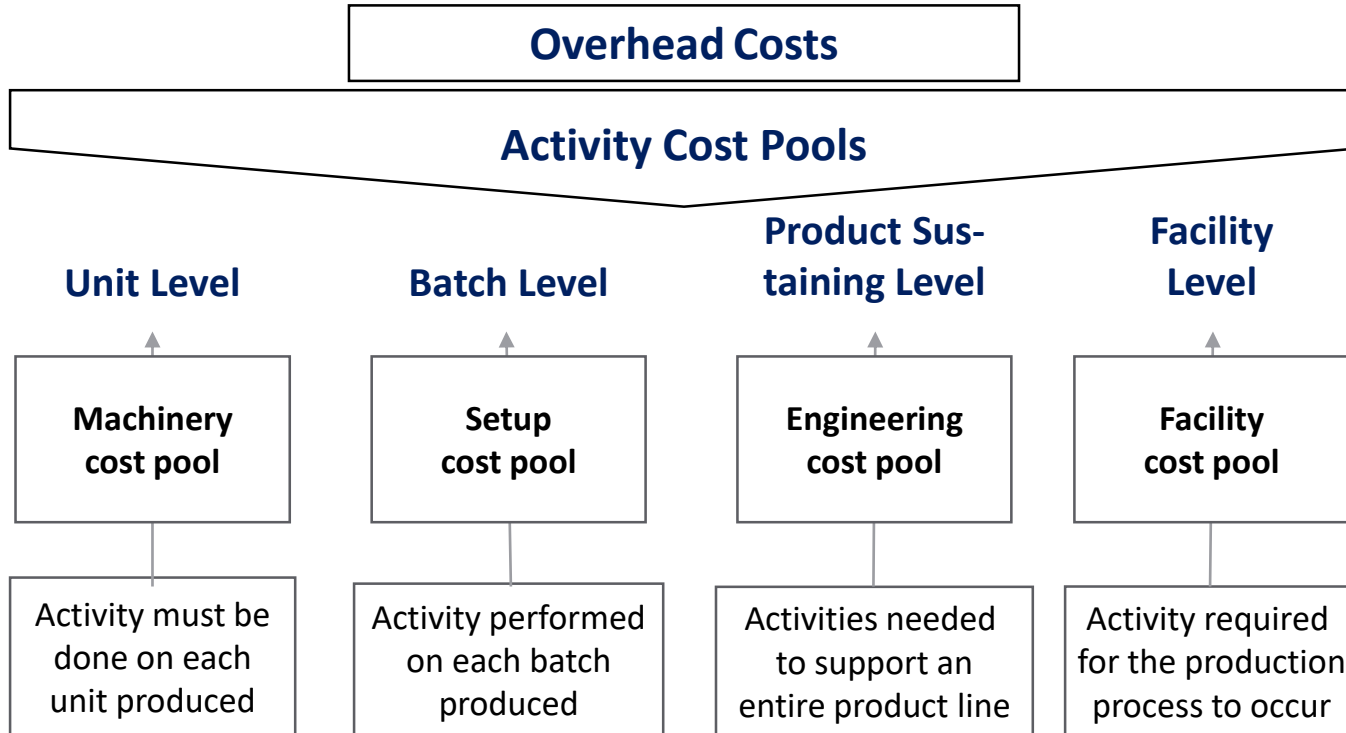 Overhead Costs
Activity Cost Pools
Unit Level
Batch Level
Product Sus-
taining Level
Facility
Level
Machinery
cost pool
Setup
cost pool
Engineering
cost pool
Facility
cost pool
Activity must be
done on each
unit produced
Activity performed
on each batch
produced
Activities needed
to support an
entire product line
Activity required
for the production
process to occur